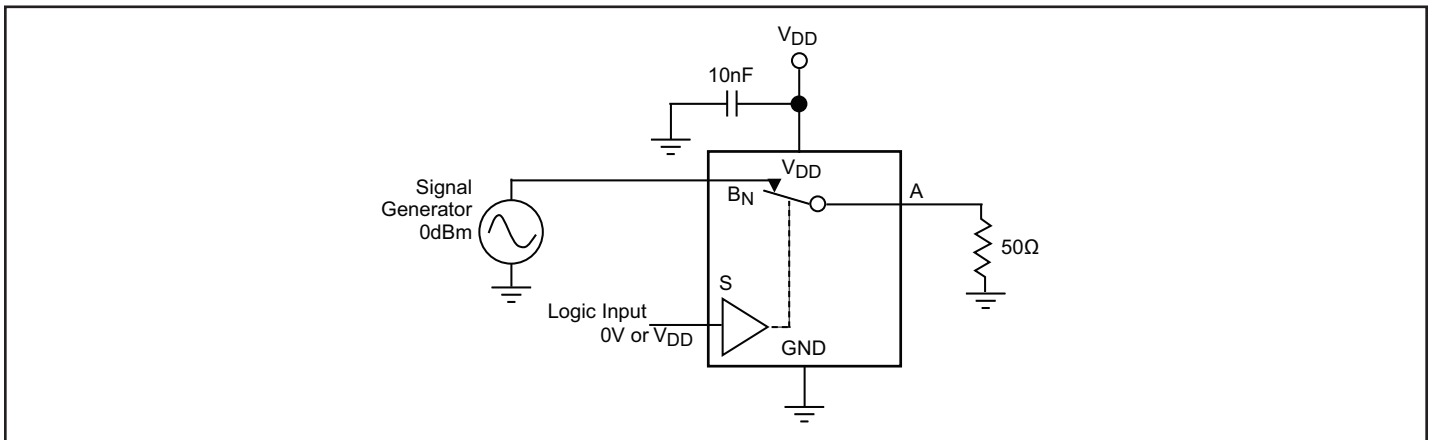 VDD
10nF
VDD
Signal
Generator
0dBm
BN
A
50Ω
S
Logic Input
0V or VDD
GND